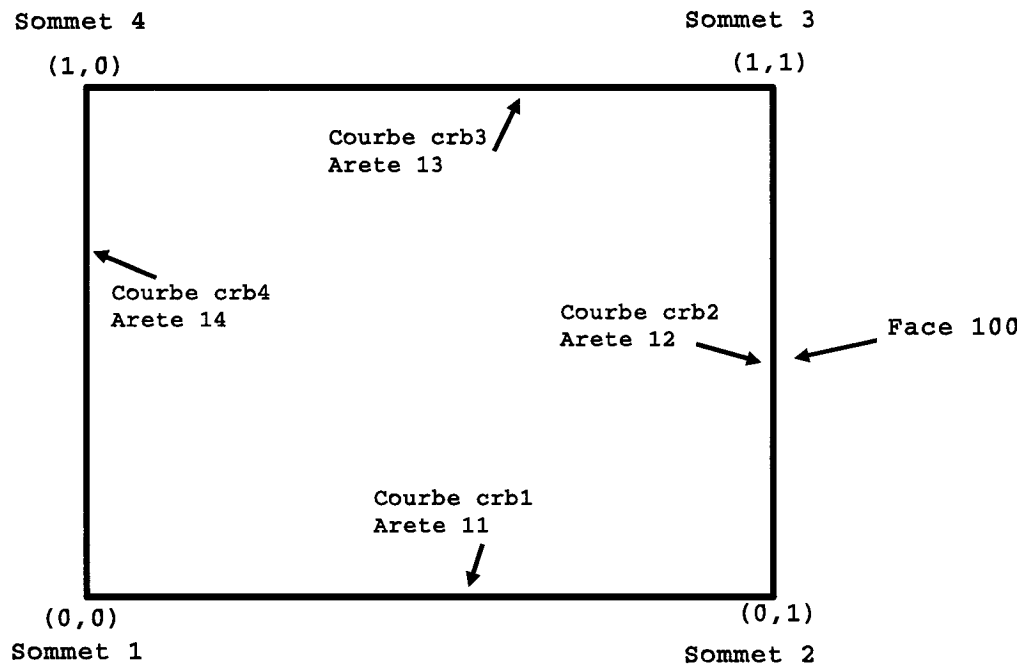 Sommet 4
Sommet 3
(1,0)
(1,1)
Courbe crb3
Arete 13
Courbe crb4
Arete 14
Courbe crb2
Arete 12
Face 100
Courbe crb1
Arete 11
(0,0)
(0,1)
Sommet 1
Sommet 2